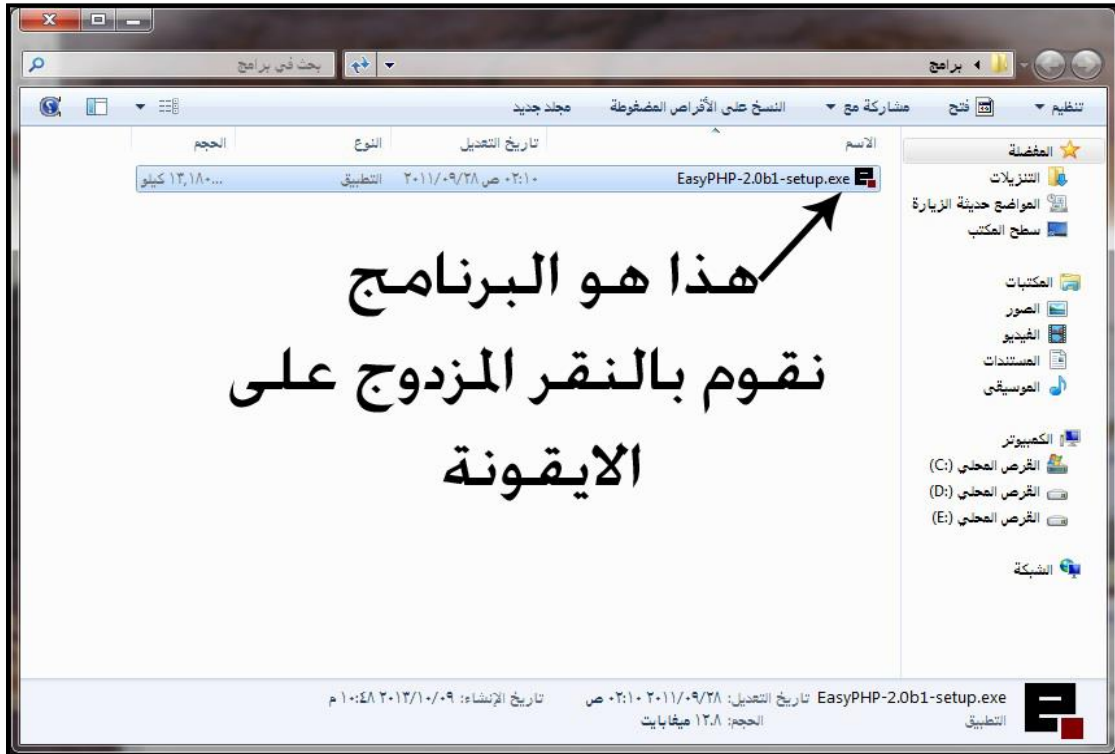 برامج
بحث في برامج
تنظيم
فتح
مشاركة مع
النسخ على الأقراص المضغوطة
مجلد جديد
المفضلة
التنزيلات
المواضع حديثة الزيارة
سطح المكتب
المكتبات
الصور
الفيديو
المستندات
الموسيقى
الكمبيوتر
القرص المحلي (C:)
القرص المحلي (D:)
القرص المحلي (E:)
الشبكة
الاسم تاريخ التعديل النوع الحجم
EasyPHP-2.0b1-setup.exe ٢٠١١/٠٩/٢٨ ٠٢:١٠ ص التطبيق ١٣,١٨٠ كيلو...
هذا هو البرنامج
نقوم بالنقر المزدوج على
الايقونة
EasyPHP-2.0b1-setup.exe تاريخ التعديل: ٢٠١١/٠٩/٢٨ ٠٢:١٠ ص تاريخ الإنشاء: ٢٠١٣/١٠/٠٩ ١٠:٤٨ م
التطبيق الحجم: ١٢.٨ ميغابايت